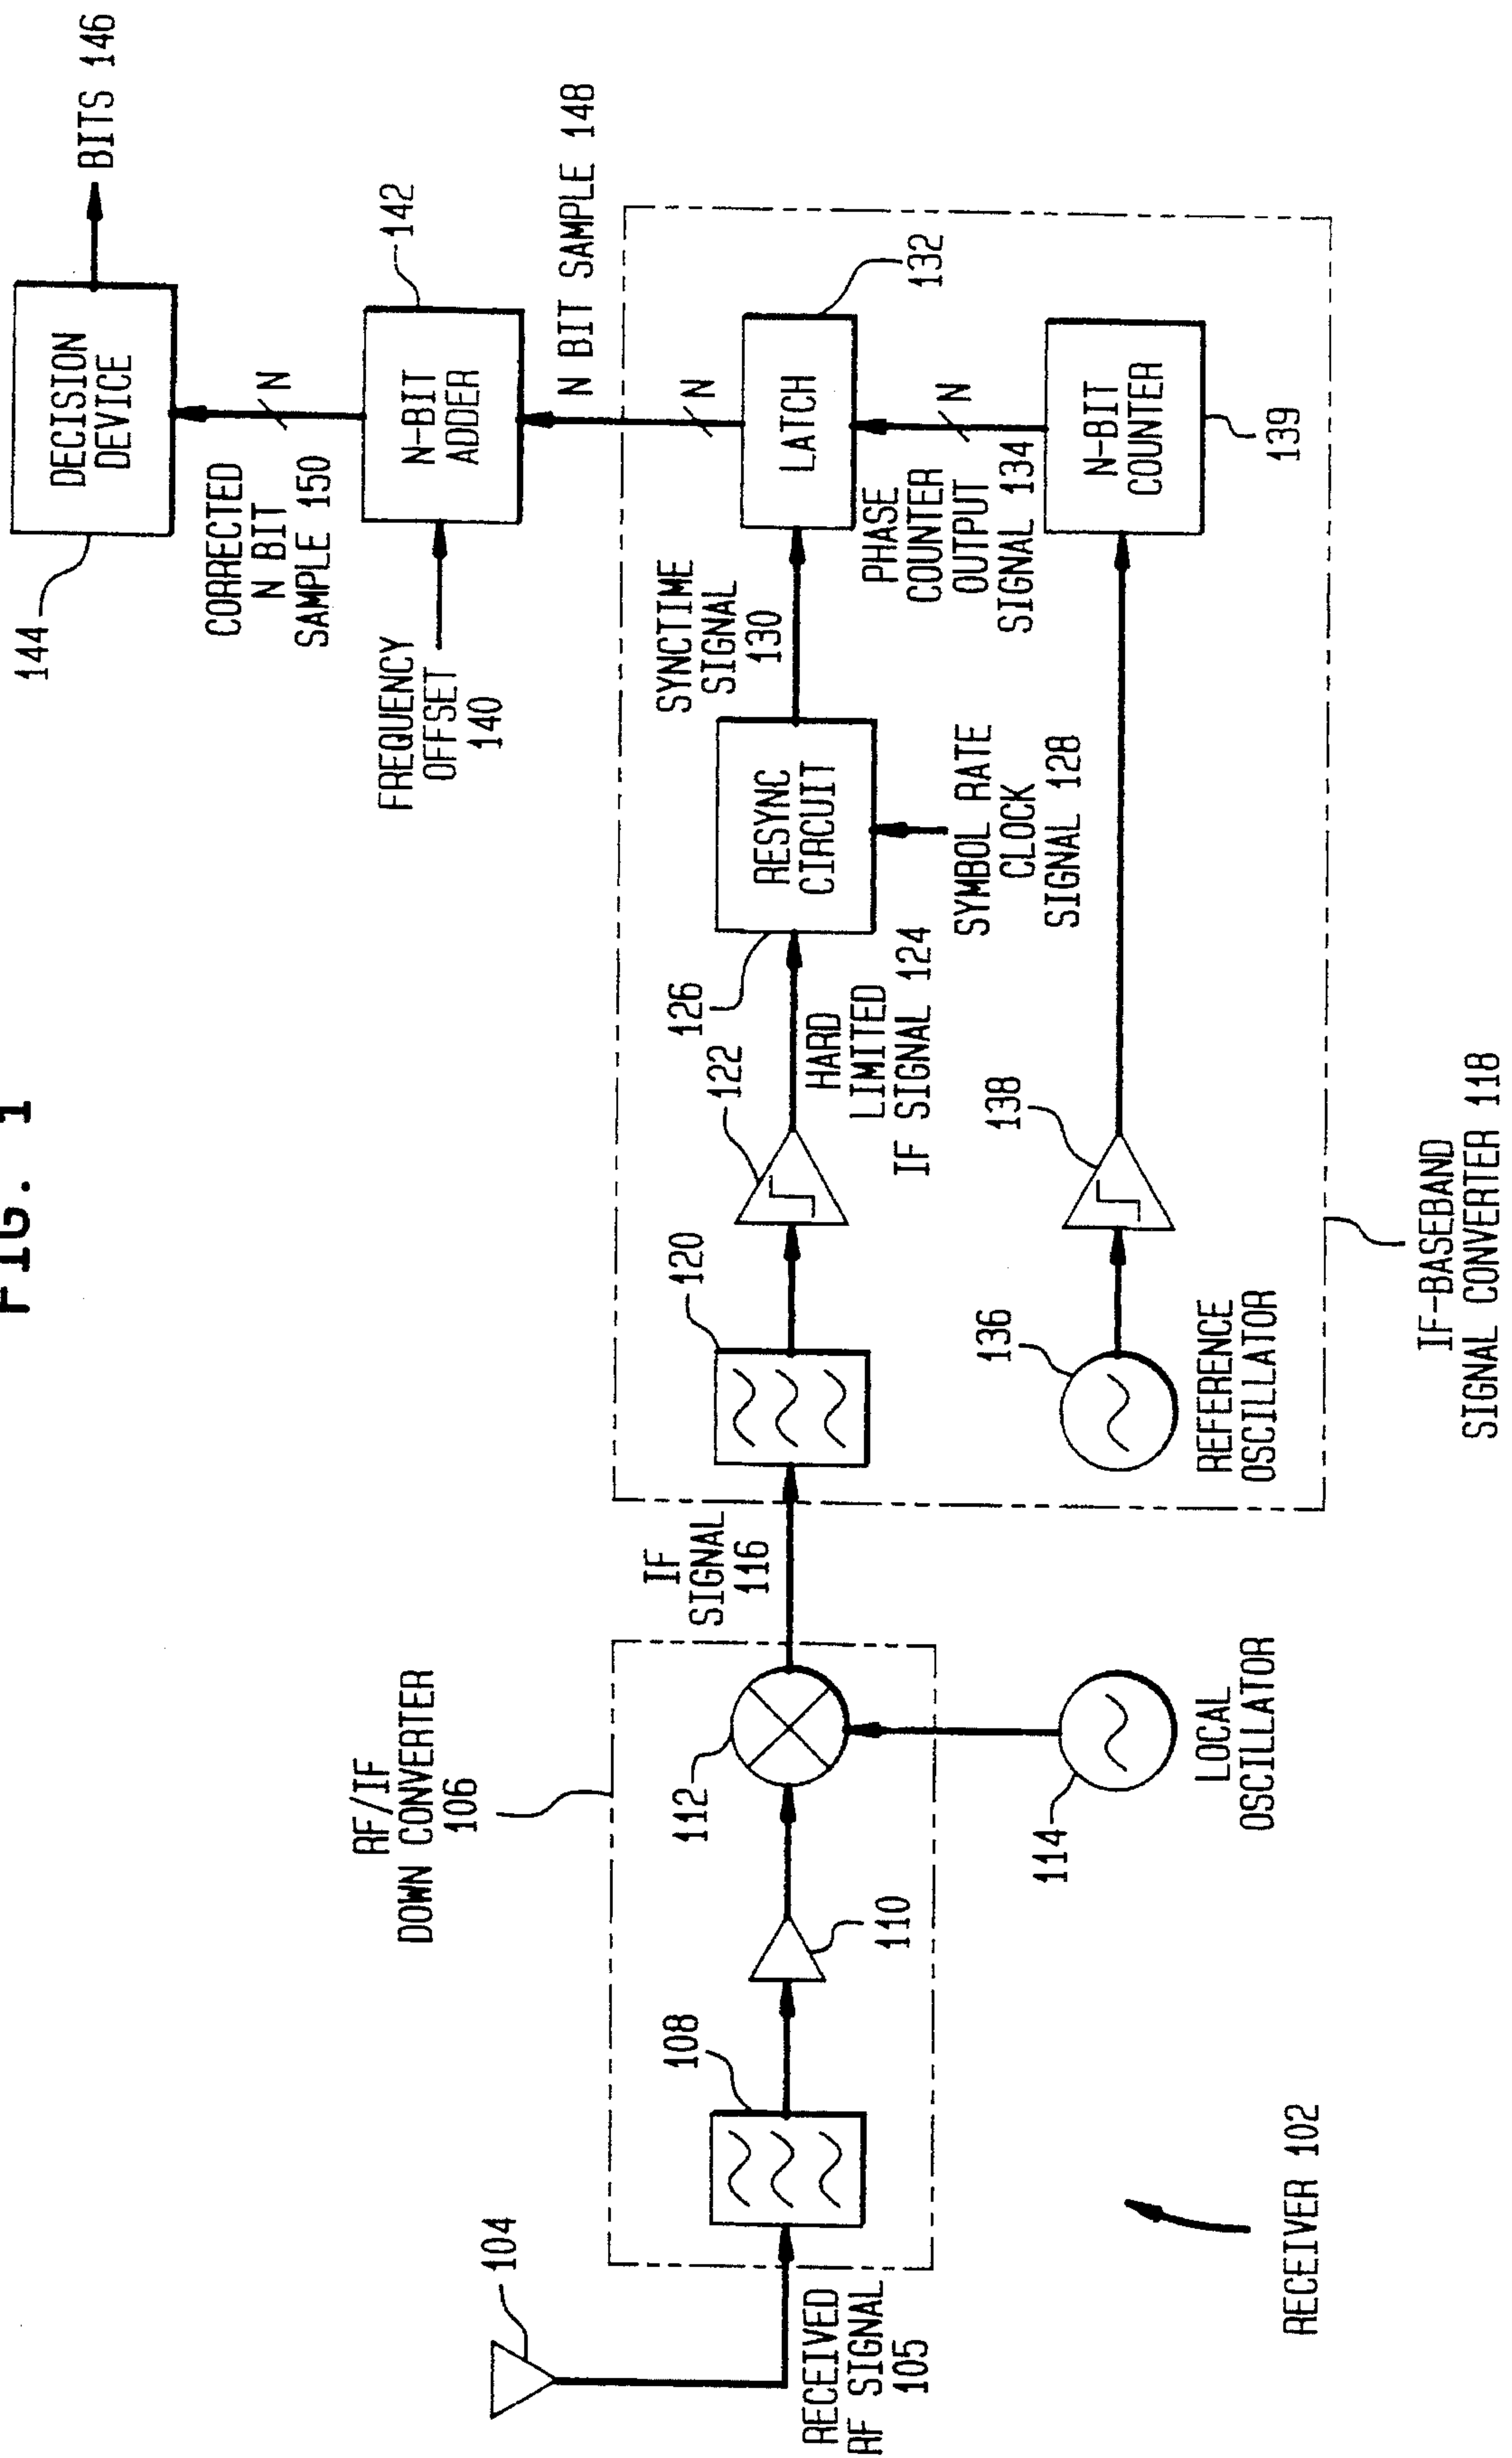 FIG. 1
104
RECEIVED
RF SIGNAL
105
RF/IF
DOWN CONVERTER
106
108
110
112
114
LOCAL
OSCILLATOR
IF
SIGNAL
116
120
122
HARD
LIMITED
IF SIGNAL 124
126
RESYNC
CIRCUIT
SYMBOL RATE
CLOCK
SIGNAL 128
SYNCTIME
SIGNAL
130
LATCH
132
136
REFERENCE
OSCILLATOR
138
N-BIT
COUNTER
139
PHASE
COUNTER
OUTPUT
SIGNAL 134
N
N
N BIT SAMPLE 148
FREQUENCY
OFFSET
140
N-BIT
ADDER
142
CORRECTED
N BIT
SAMPLE 150
N
DECISION
DEVICE
144
BITS 146
IF-BASEBAND
SIGNAL CONVERTER 118
RECEIVER 102